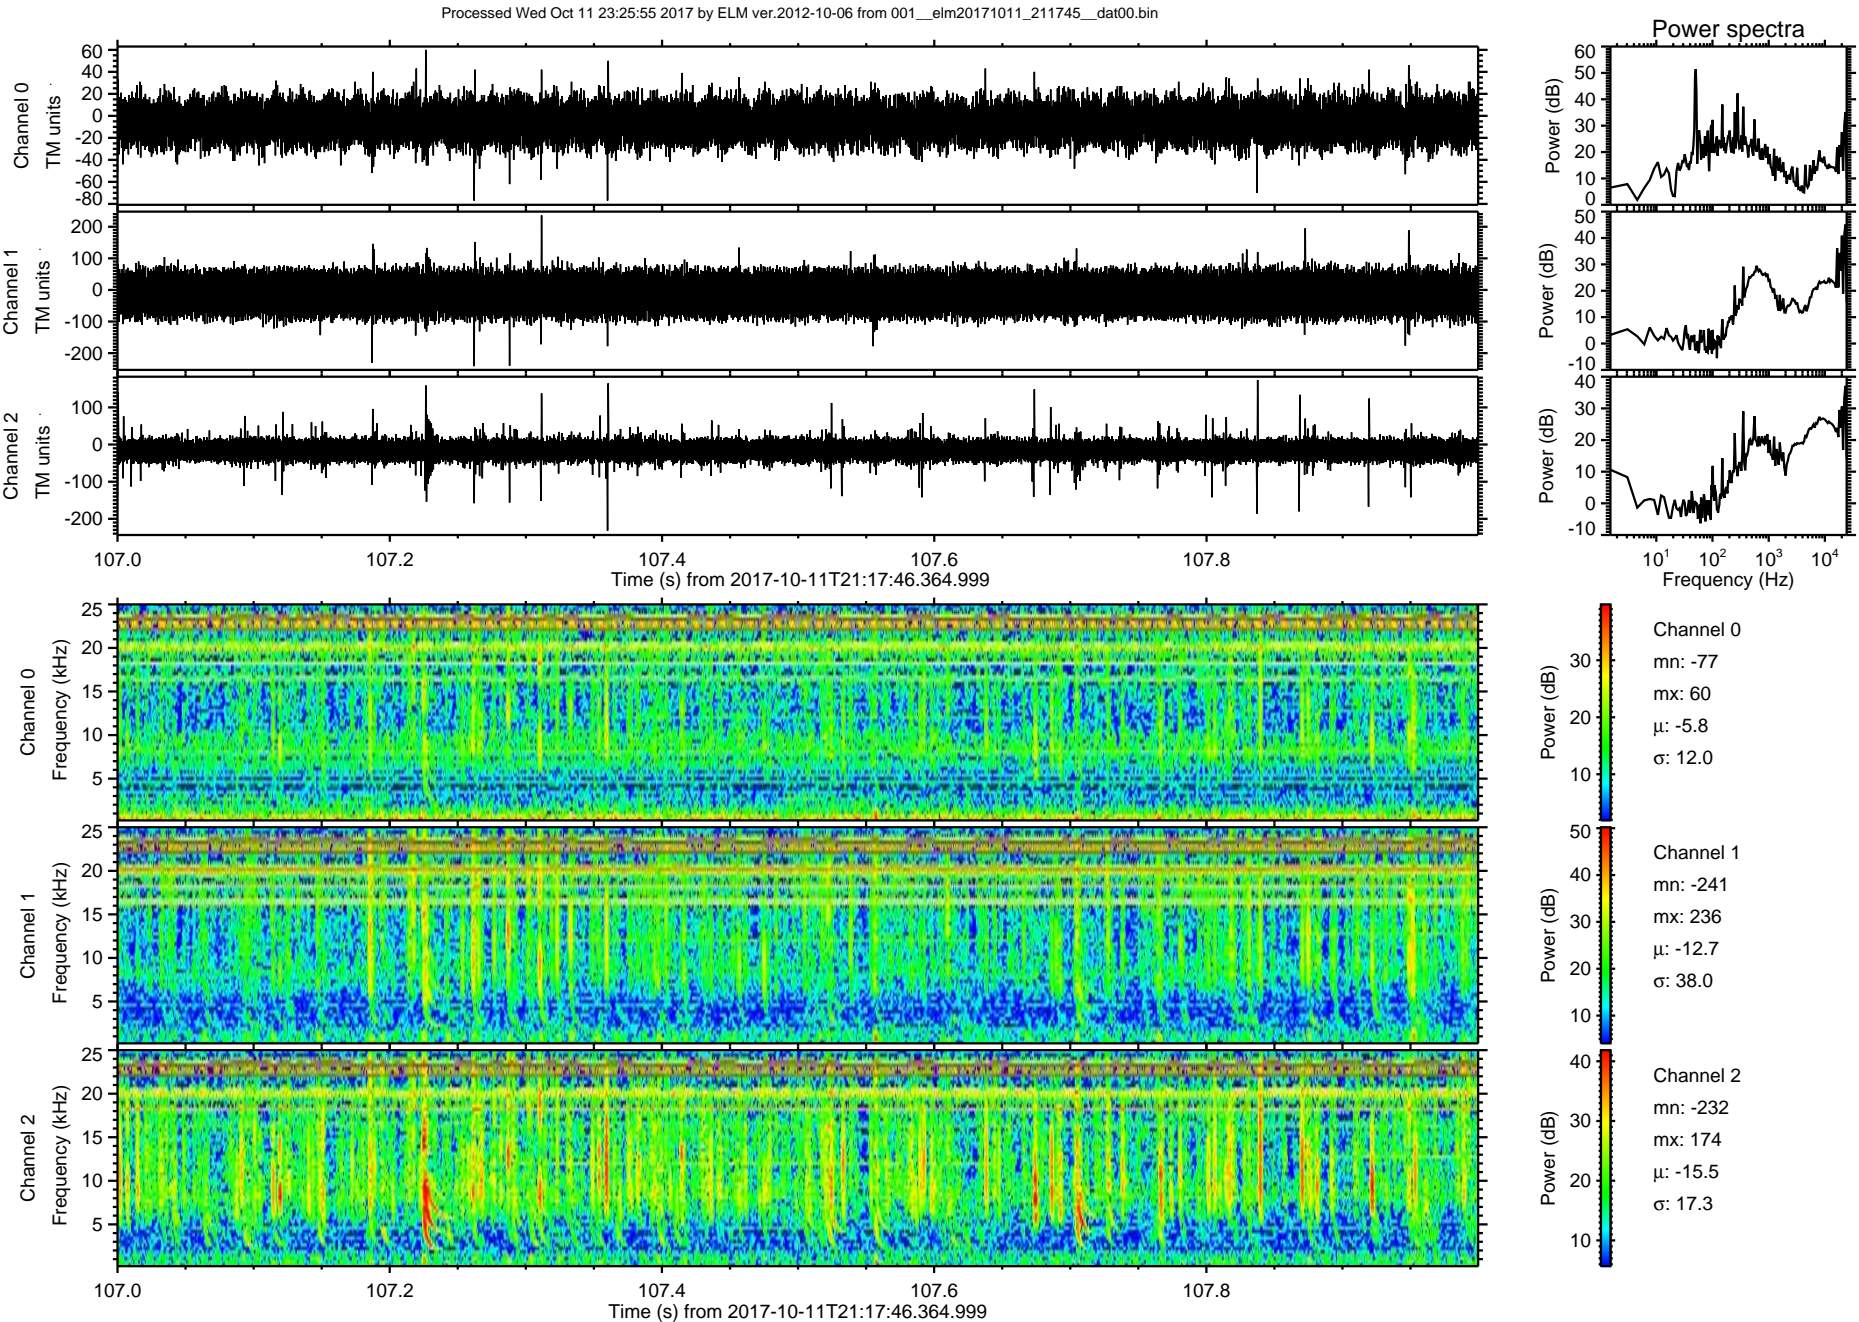 Processed Wed Oct 11 23:25:55 2017 by ELM ver.2012-10-06 from 001__elm20171011_211745__dat00.bin
Power spectra
Channel 0
TM units
60
40
20
0
-20
-40
-60
-80
Power (dB)
60
50
40
30
20
10
0
Channel 1
TM units
200
100
0
-100
-200
Power (dB)
50
40
30
20
10
0
-10
Channel 2
TM units
100
0
-100
-200
Power (dB)
40
30
20
10
0
-10
107.0 107.2 107.4 107.6 107.8
Time (s) from 2017-10-11T21:17:46.364.999
10¹ 10² 10³ 10⁴
Frequency (Hz)
Channel 0
Frequency (kHz)
25
20
15
10
5
Power (dB)
30
20
10
Channel 0
mn: -77
mx: 60
µ: -5.8
σ: 12.0
Channel 1
Frequency (kHz)
25
20
15
10
5
Power (dB)
50
40
30
20
10
Channel 1
mn: -241
mx: 236
µ: -12.7
σ: 38.0
Channel 2
Frequency (kHz)
25
20
15
10
5
Power (dB)
40
30
20
10
Channel 2
mn: -232
mx: 174
µ: -15.5
σ: 17.3
107.0 107.2 107.4 107.6 107.8
Time (s) from 2017-10-11T21:17:46.364.999